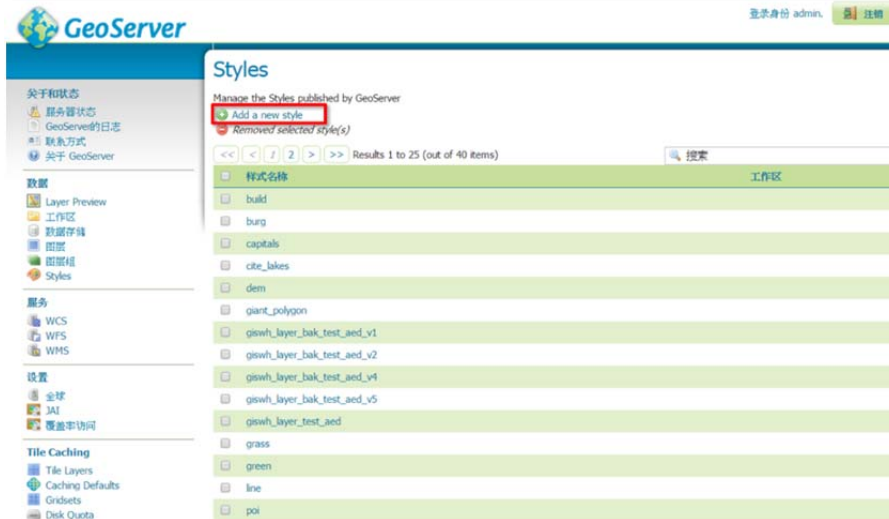 GeoServer
登录身份 admin.
注销
关于和状态
服务器状态
GeoServer的日志
联系方式
关于 GeoServer
数据
Layer Preview
工作区
数据存储
图层
图层组
Styles
服务
WCS
WFS
WMS
设置
全球
JAI
覆盖率访问
Tile Caching
Tile Layers
Caching Defaults
Gridsets
Disk Quota
Styles
Manage the Styles published by GeoServer
Add a new style
Removed selected style(s)
<< < 1 2 > >> Results 1 to 25 (out of 40 items)
搜索
样式名称 工作区
build
burg
capitals
cite_lakes
dem
giant_polygon
giswh_layer_bak_test_aed_v1
giswh_layer_bak_test_aed_v2
giswh_layer_bak_test_aed_v4
giswh_layer_bak_test_aed_v5
giswh_layer_test_aed
grass
green
line
poi